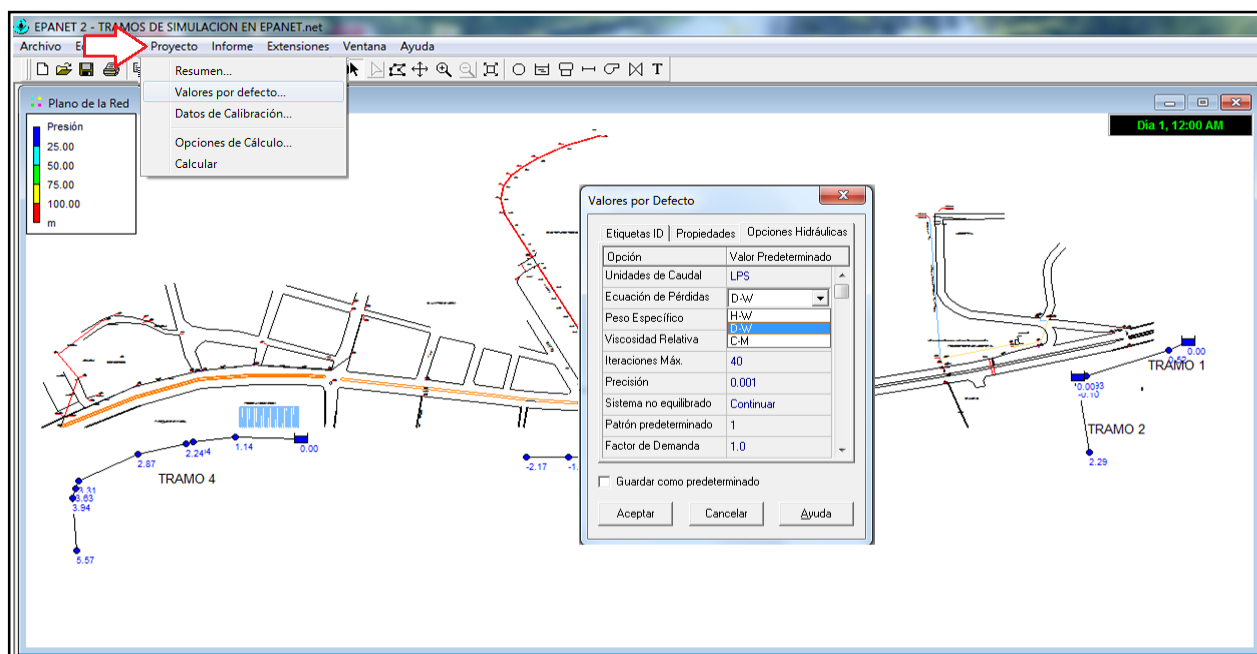 EPANET 2 - TRAMOS DE SIMULACION EN EPANET.net
Archivo Proyecto Informe Extensiones Ventana Ayuda
T
Resumen...
Valores por defecto...
Datos de Calibración...
Opciones de Cálculo...
Calcular
Plano de la Red
Dia 1, 12:00 AM
Presión
25.00
50.00
75.00
100.00
m
Valores por Defecto
Etiquetas ID Propiedades Opciones Hidráulicas
Opción Valor Predeterminado
Unidades de Caudal LPS
Ecuación de Pérdidas D-W
Peso Específico H-W
D-W
Viscosidad Relativa C-M
Iteraciones Máx. 40
Precisión 0.001
Sistema no equilibrado Continuar
Patrón predeterminado 1
Factor de Demanda 1.0
Guardar como predeterminado
Aceptar Cancelar Ayuda
0.00
TRAMO 1
-0.10
TRAMO 2
2.29
1.14
0.00
2.87
TRAMO 4
3.94
5.57
-2.17